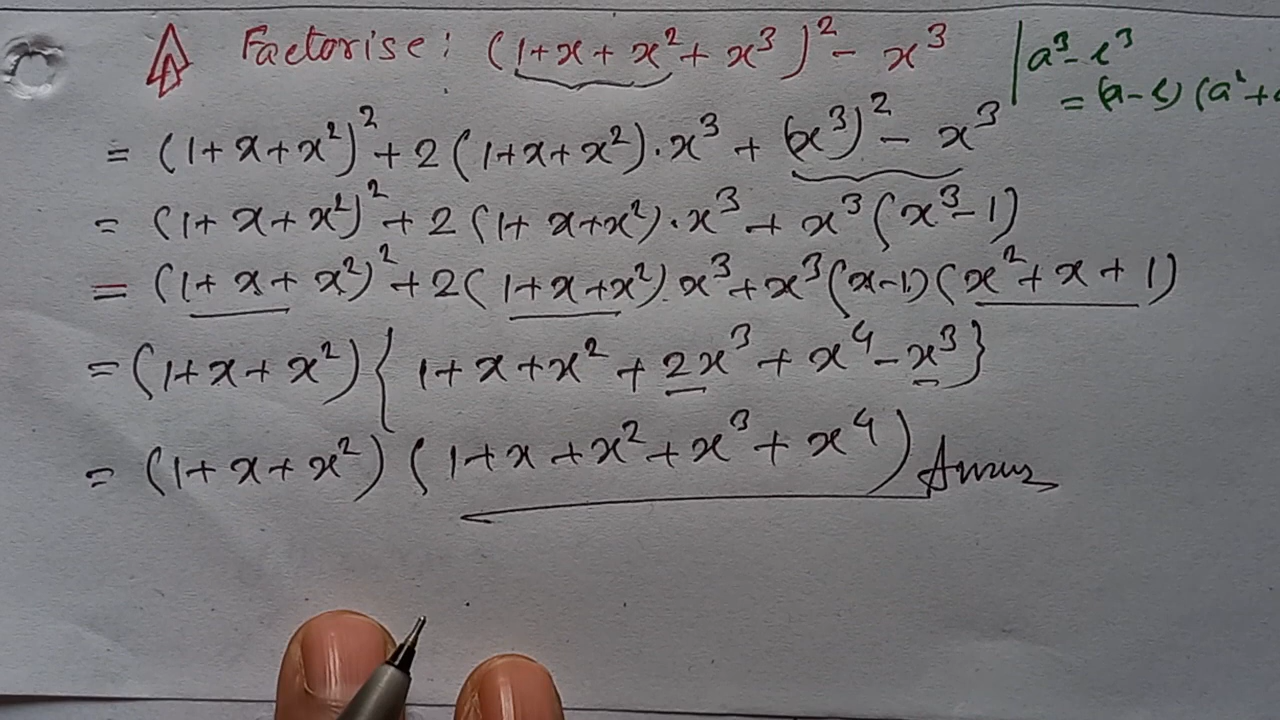 Factorise: (1+x+x²+x³)²-x³
a³-c³
=(a-c)(a²+
=(1+x+x²)²+2(1+x+x²).x³+(x³)²-x³
=(1+x+x²)²+2(1+x+x²).x³+x³(x³-1)
=(1+x+x²)²+2(1+x+x²).x³+x³(x-1)(x²+x+1)
=(1+x+x²){1+x+x²+2x³+x⁴-x³}
=(1+x+x²)(1+x+x²+x³+x⁴)